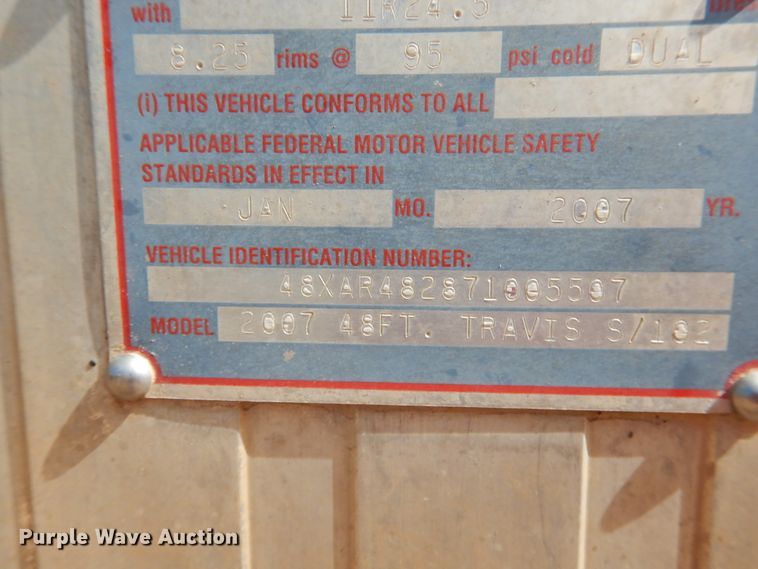 with 11R24.5 tires
8.25 rims @ 95 psi cold DUAL
(i) THIS VEHICLE CONFORMS TO ALL
APPLICABLE FEDERAL MOTOR VEHICLE SAFETY
STANDARDS IN EFFECT IN
JAN MO. 2007 YR.
VEHICLE IDENTIFICATION NUMBER:
48XAR482871005507
MODEL 2007 48FT. TRAVIS S/102
Purple Wave Auction